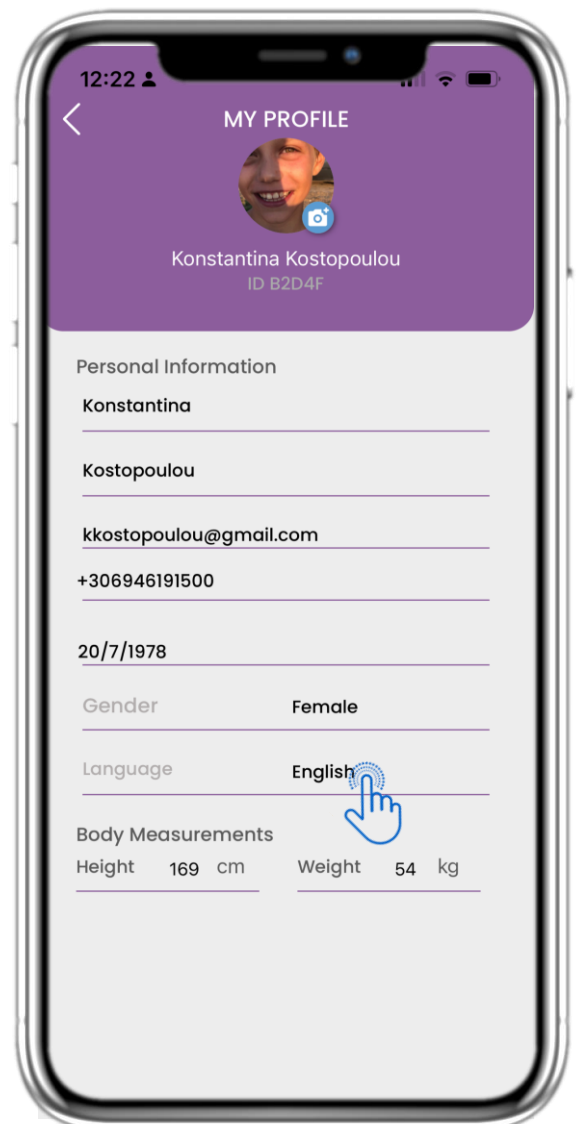 12:22
MY PROFILE
Konstantina Kostopoulou
ID B2D4F
Personal Information
Konstantina
Kostopoulou
kkostopoulou@gmail.com
+306946191500
20/7/1978
Gender Female
Language English
Body Measurements
Height 169 cm Weight 54 kg